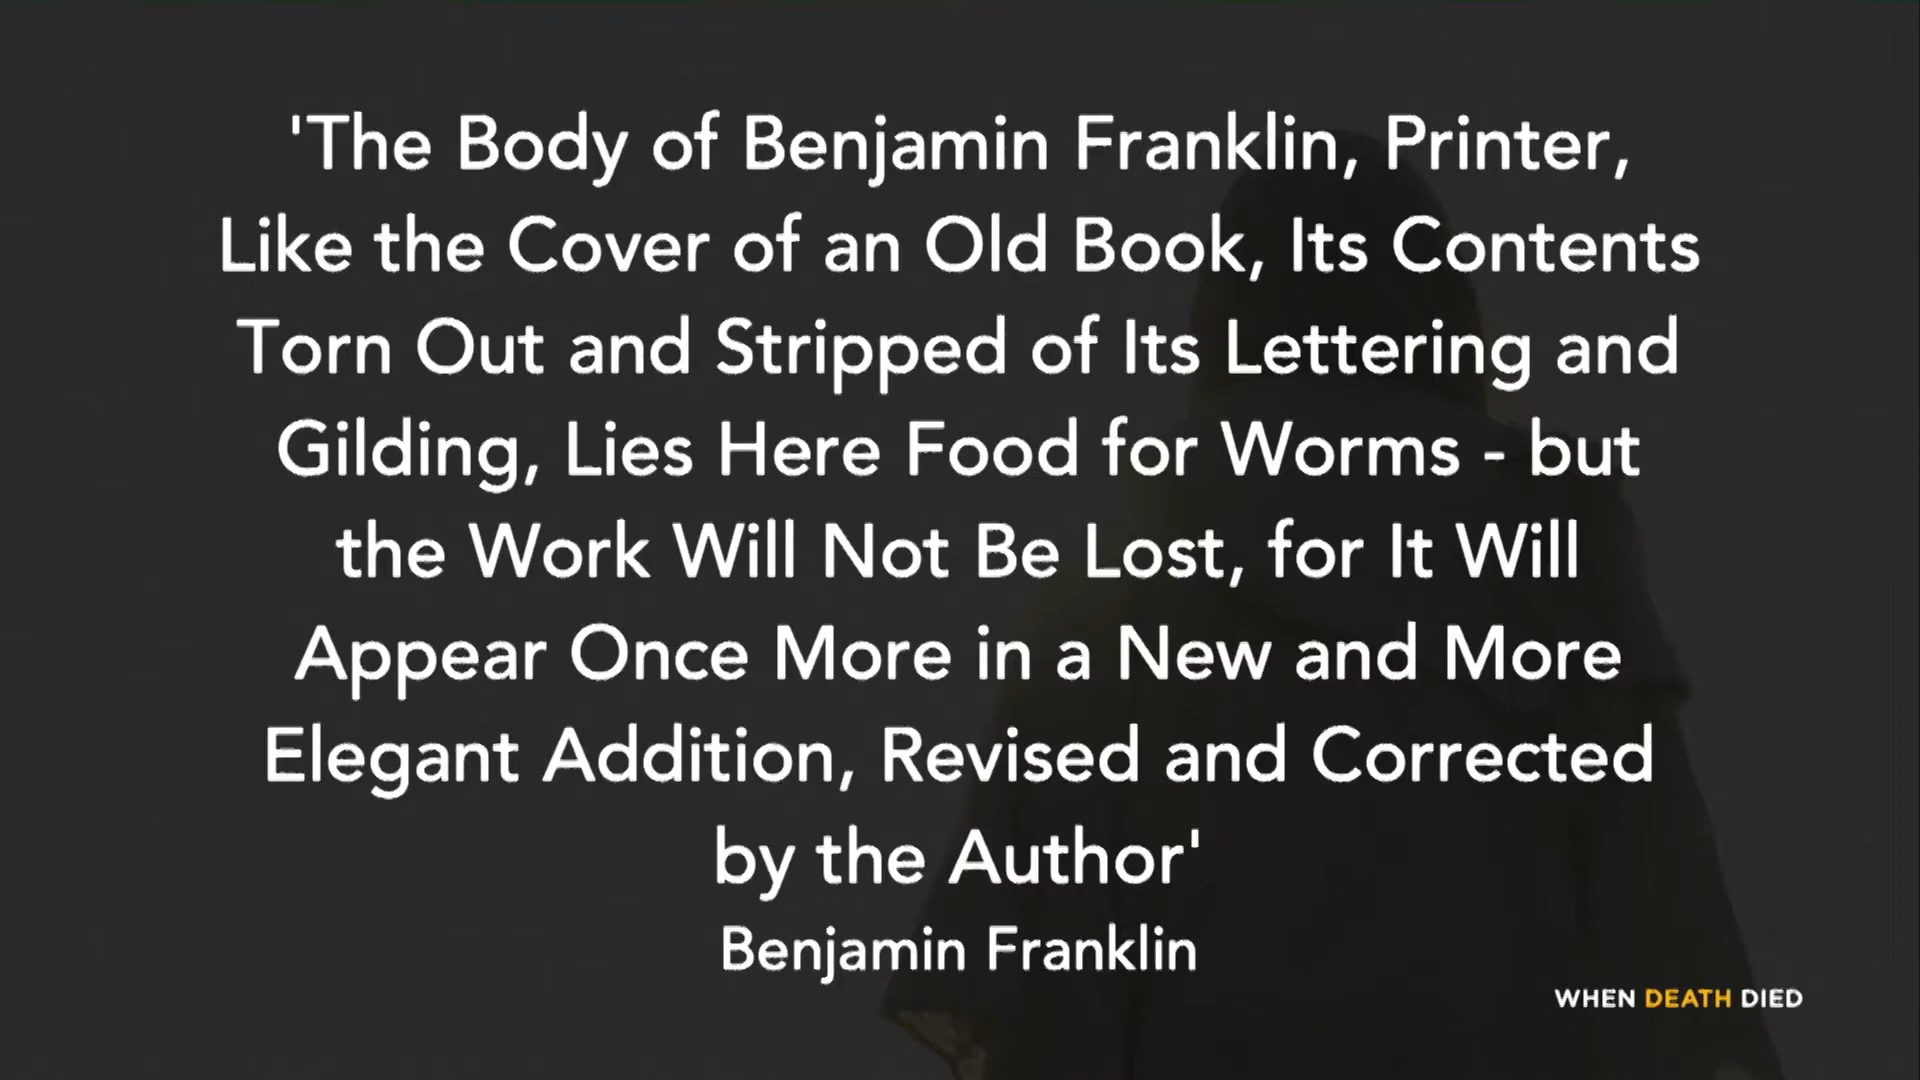 'The Body of Benjamin Franklin, Printer,
Like the Cover of an Old Book, Its Contents
Torn Out and Stripped of Its Lettering and
Gilding, Lies Here Food for Worms - but
the Work Will Not Be Lost, for It Will
Appear Once More in a New and More
Elegant Addition, Revised and Corrected
by the Author'
Benjamin Franklin
WHEN DEATH DIED